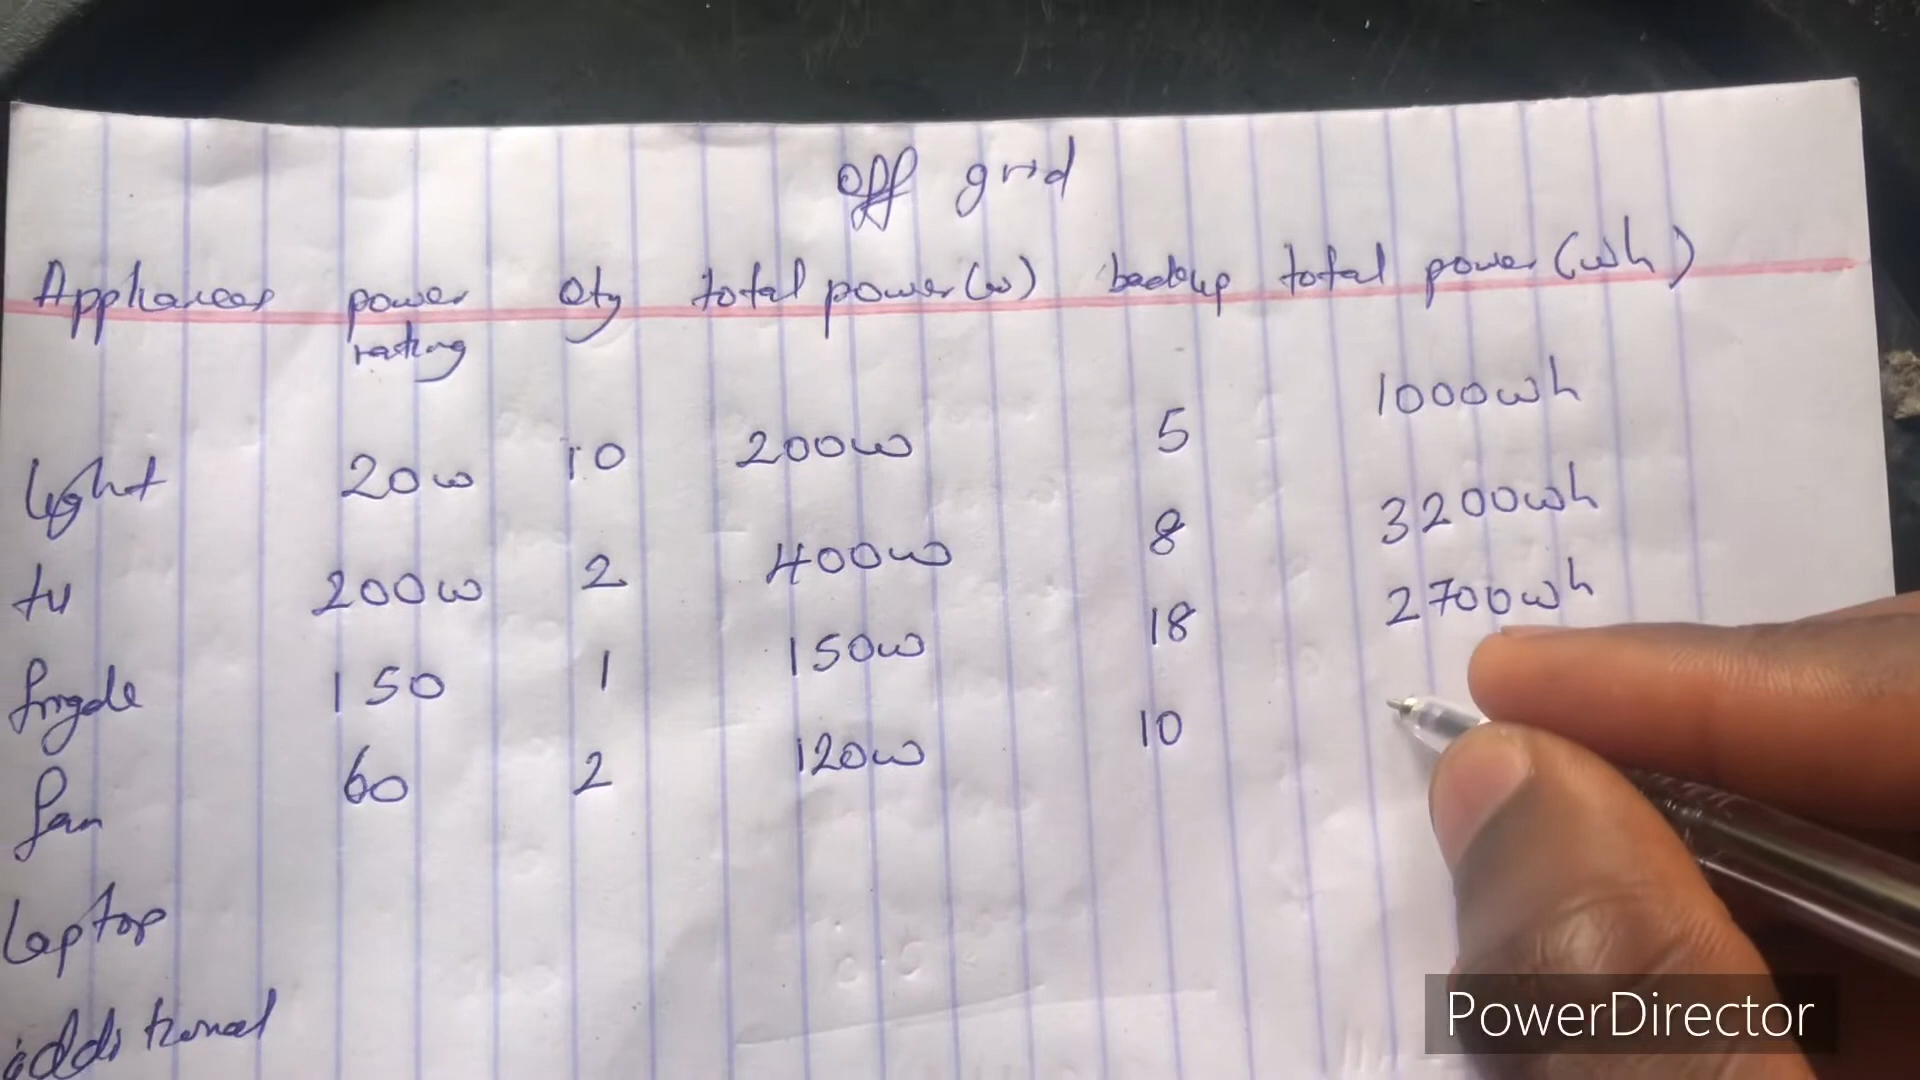 off grid
Appliances power rating Qty total power (w) backup total power (wh)
light 20w 10 200w 5 1000wh
tv 200w 2 400w 8 3200wh
frigde 150 1 150w 18 2700wh
fan 60 2 120w 10
laptop
additional
PowerDirector